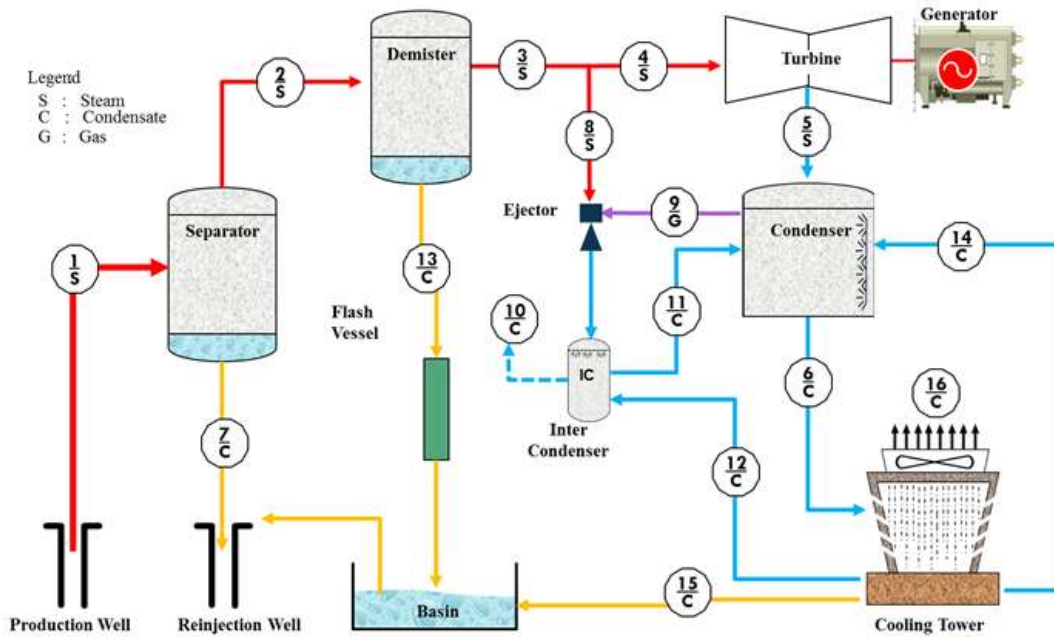 Legend
S : Steam
C : Condensate
G : Gas
2
S
Demister
3
S
4
S
Turbine
Generator
8
S
5
S
Separator
1
S
Ejector
9
G
Condenser
14
C
13
C
Flash
Vessel
10
C
11
C
IC
6
C
16
C
Inter
Condenser
7
C
12
C
15
C
Basin
Production Well
Reinjection Well
Cooling Tower